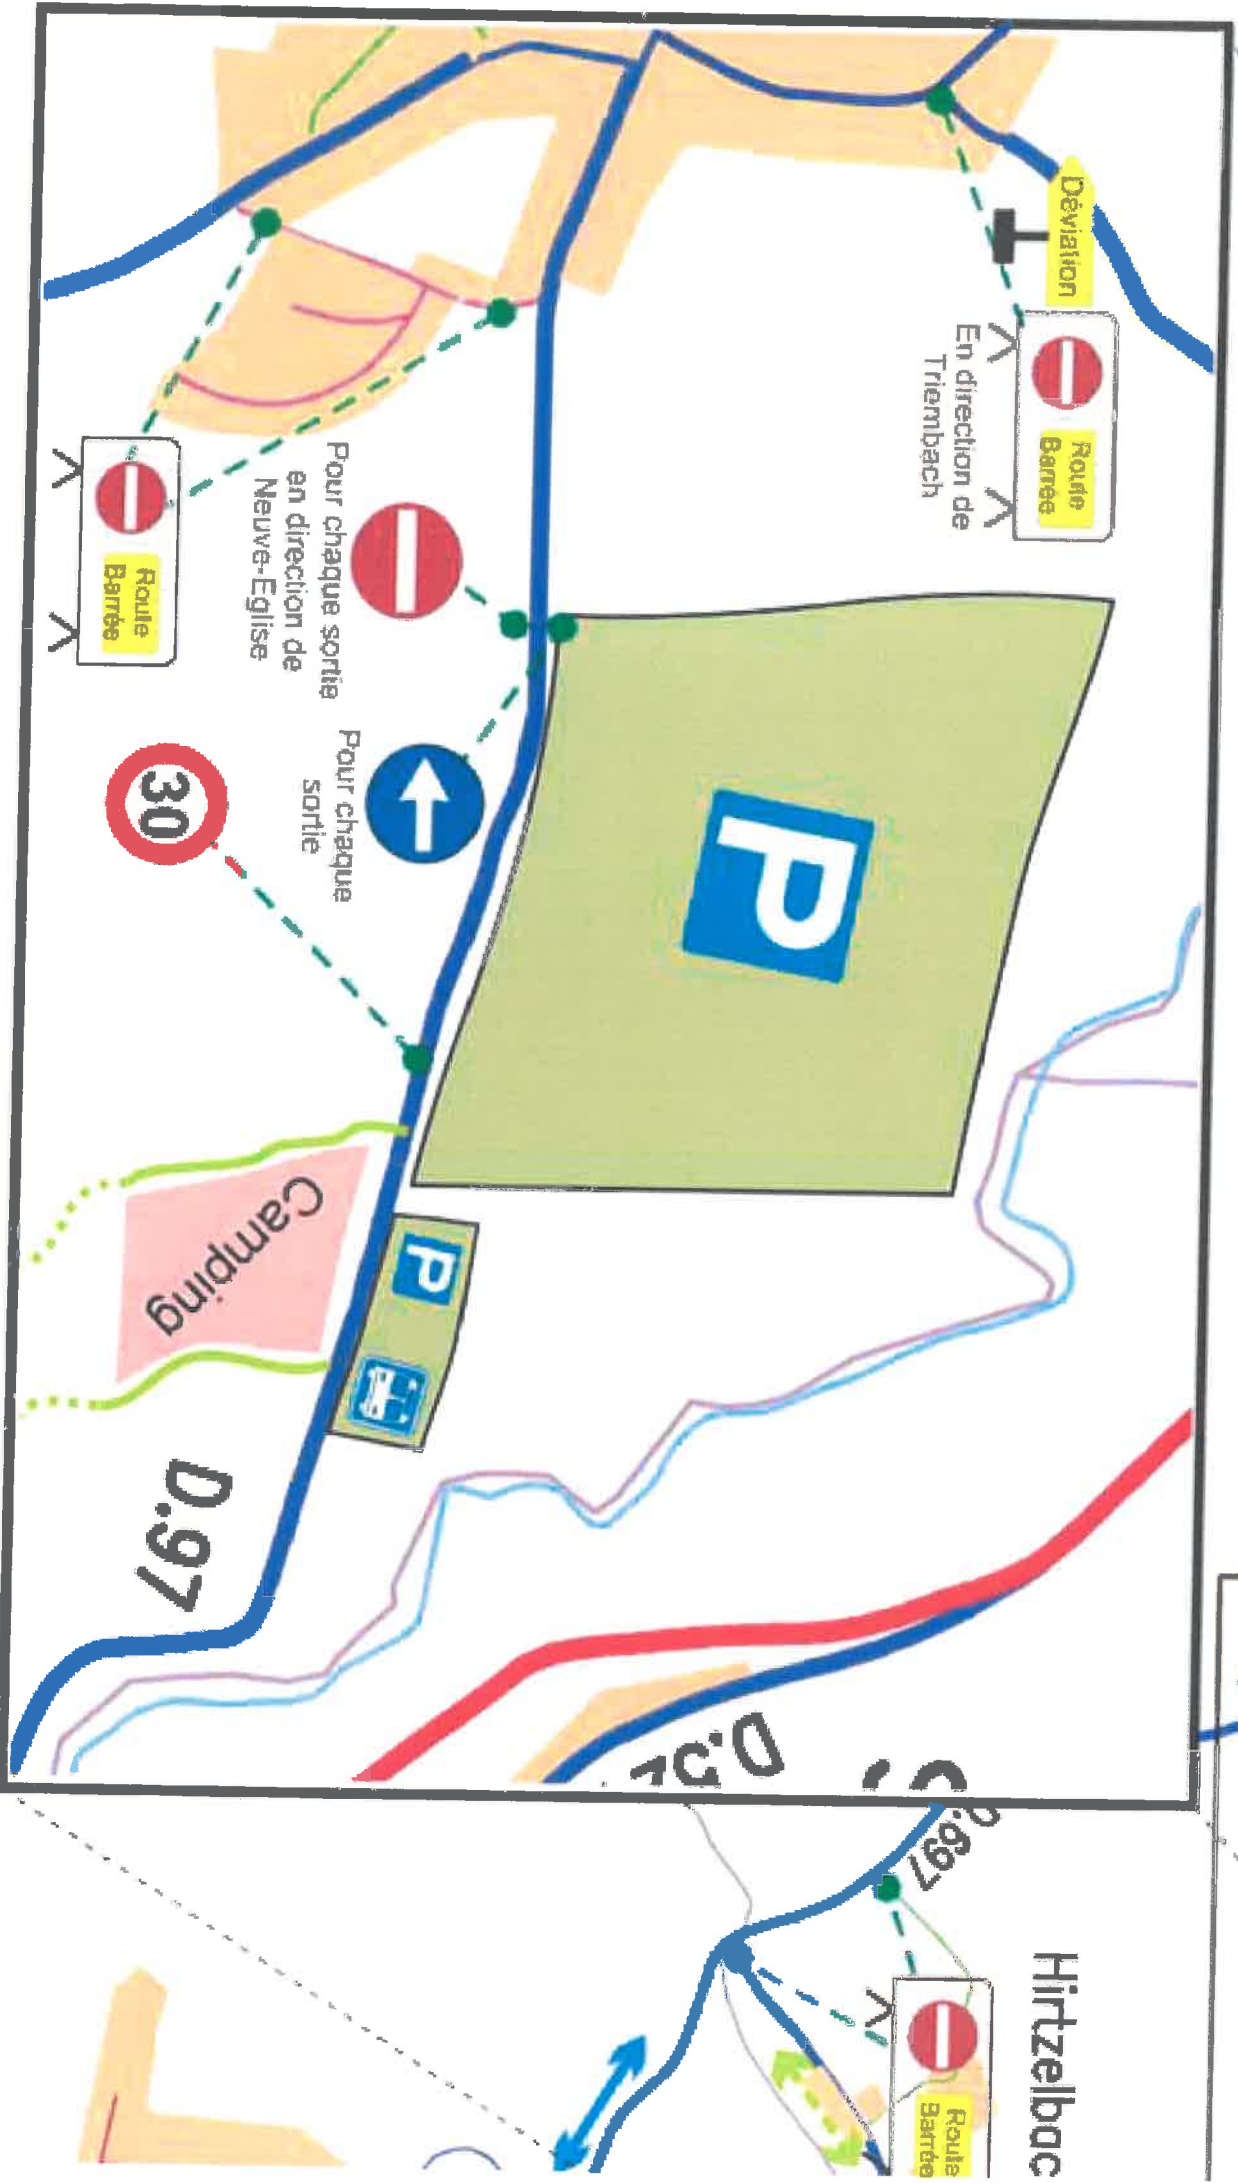 Déviation
Route
Barrée
En direction de
Triembach
Pour chaque sortie
en direction de
Neuve-Eglise
Route
Barrée
Pour chaque
sortie
30
P
Camping
P
D.97
Hirtzelbac
Route
Barrée